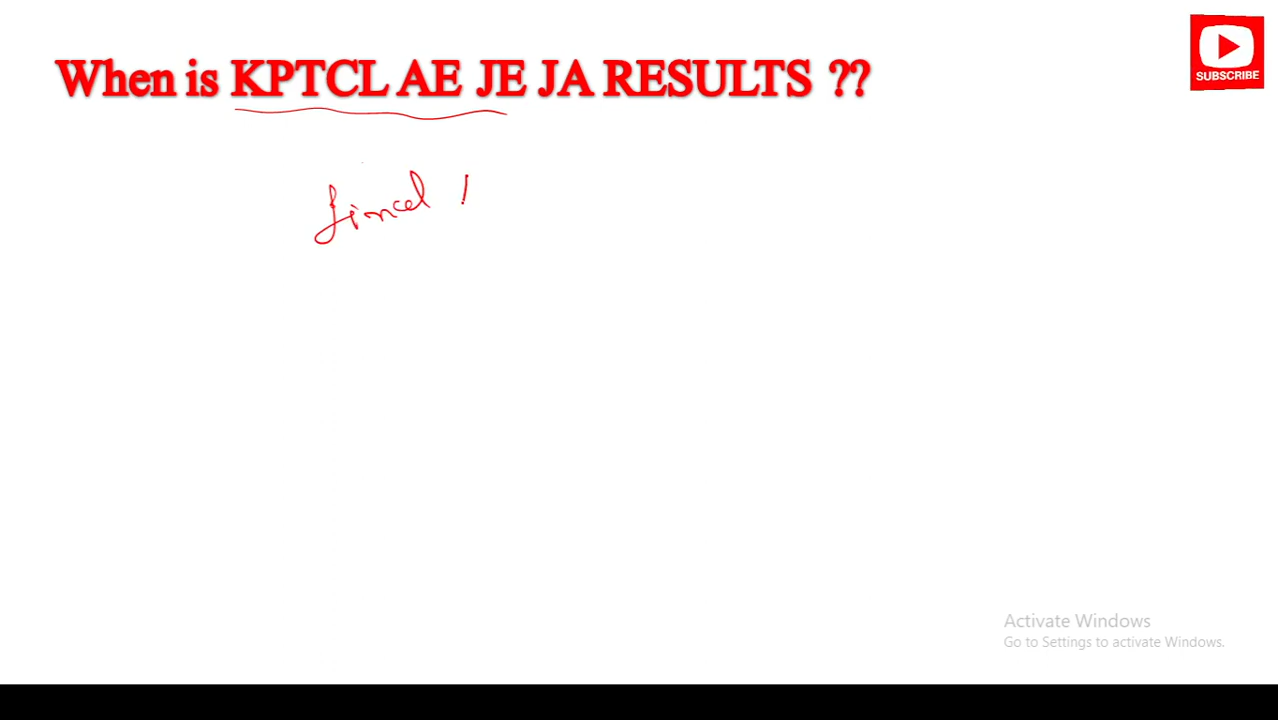 When is KPTCL AE JE JA RESULTS ??
SUBSCRIBE
final
Activate Windows
Go to Settings to activate Windows.